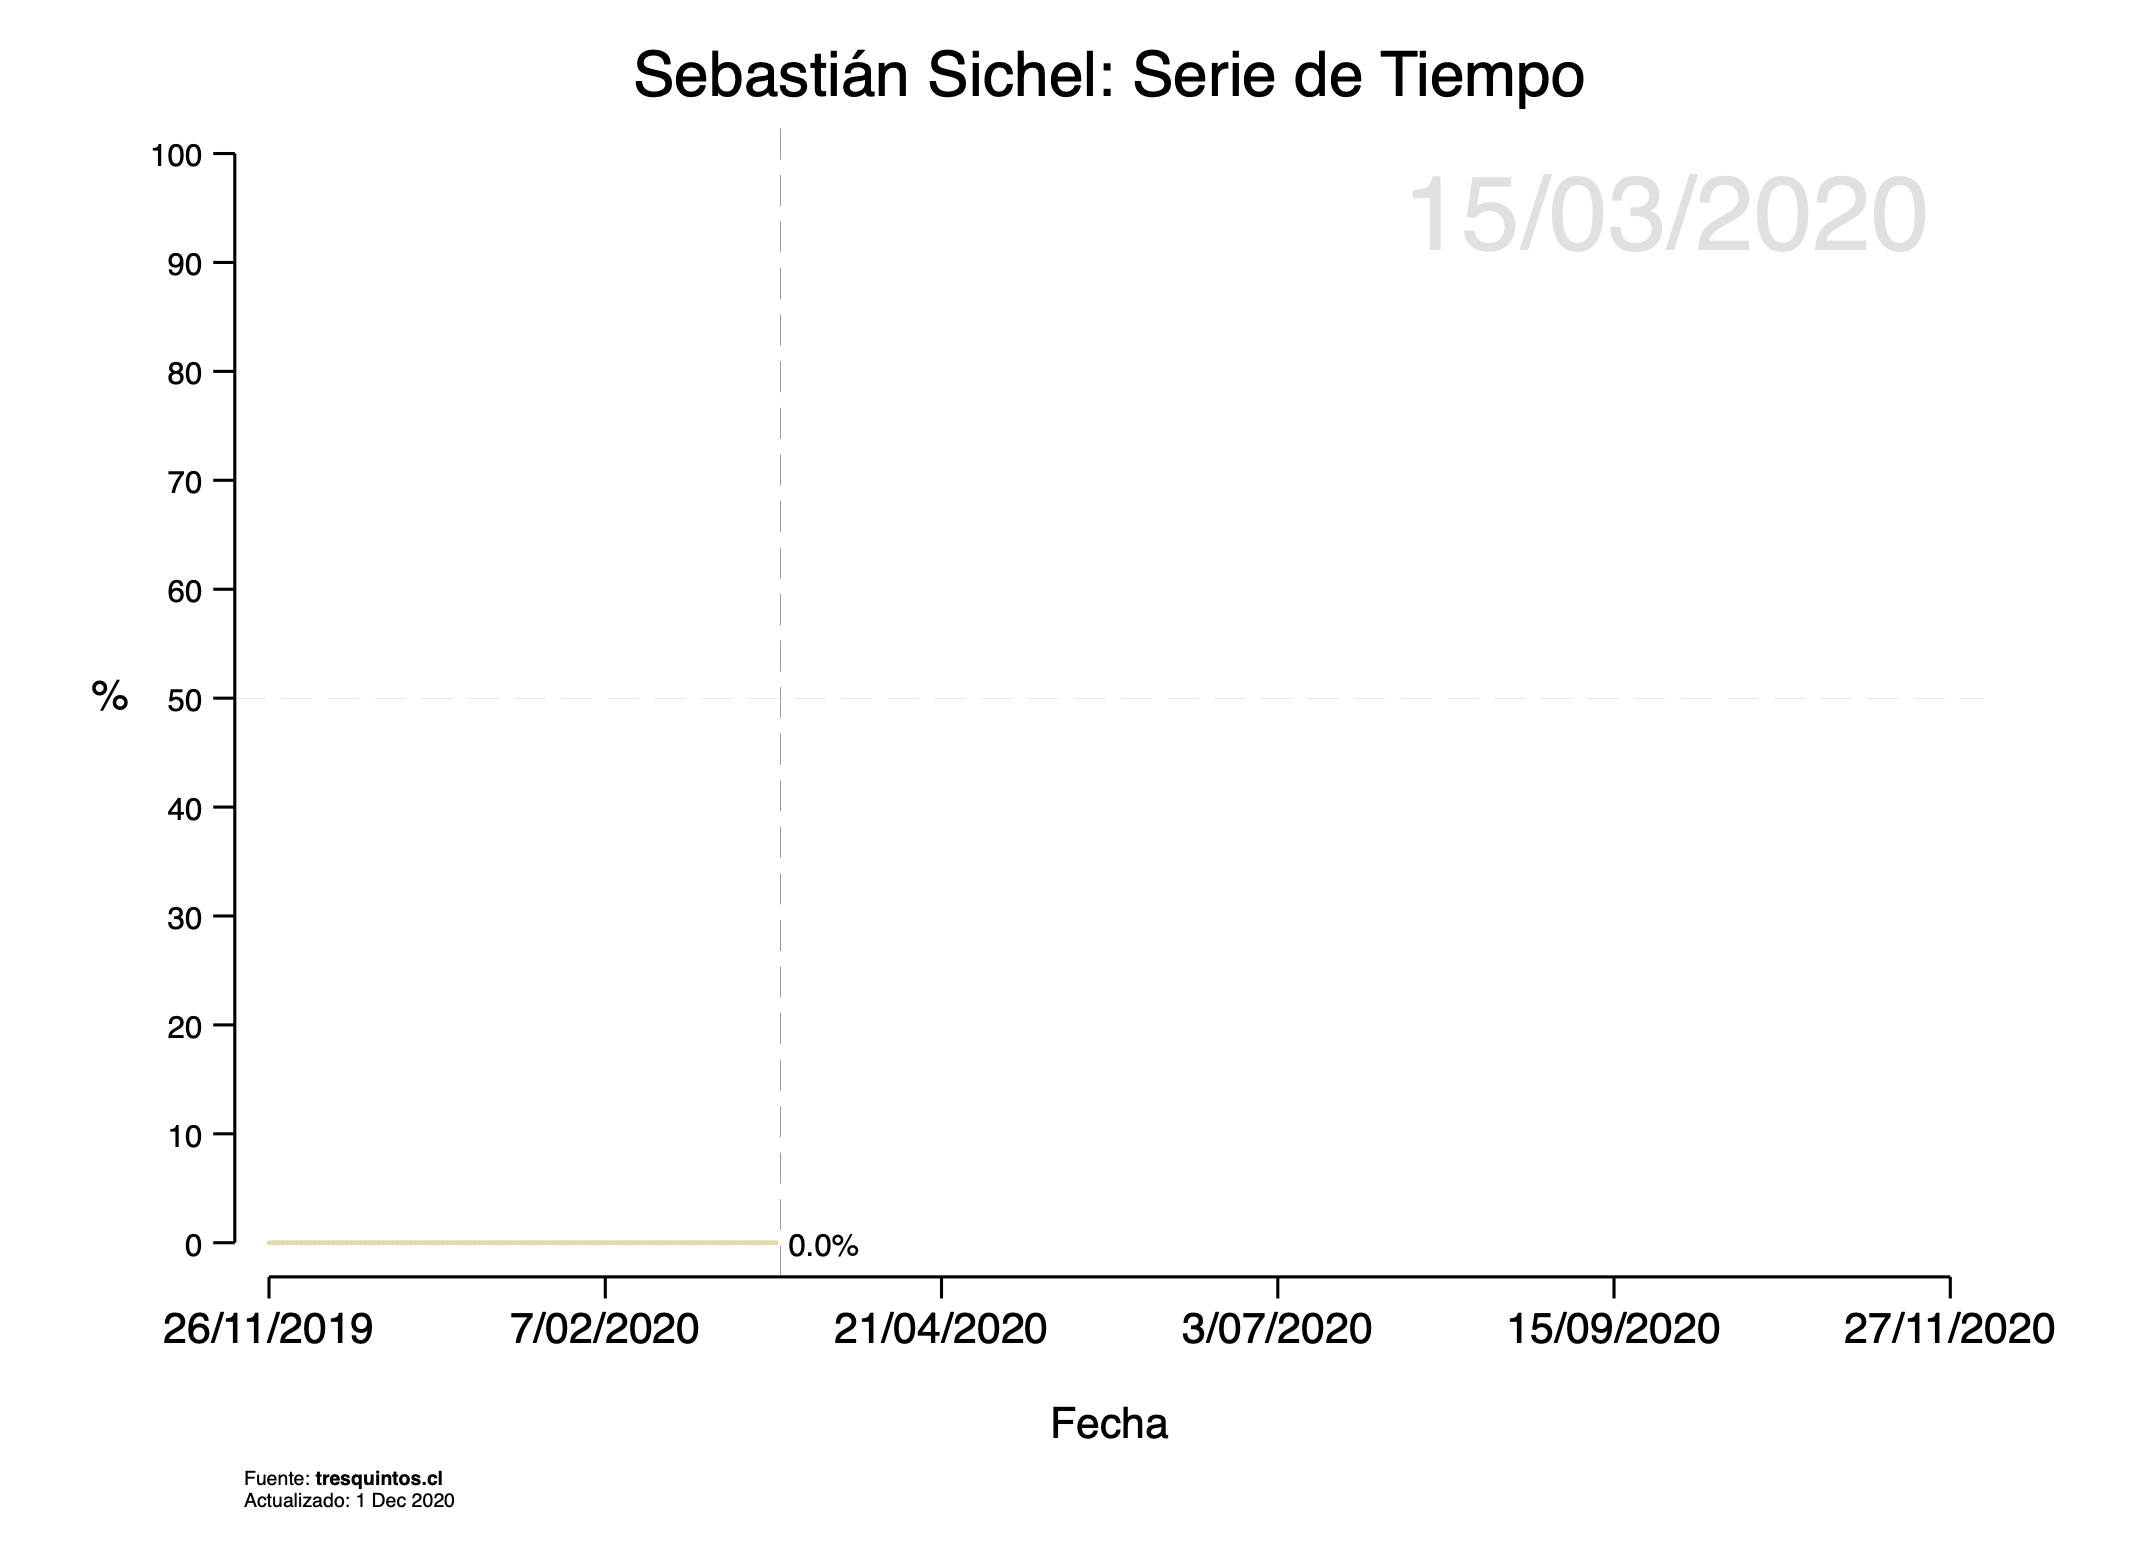 Sebastián Sichel: Serie de Tiempo
15/03/2020
100
90
80
70
60
50
40
30
20
10
0
%
0.0%
26/11/2019 7/02/2020 21/04/2020 3/07/2020 15/09/2020 27/11/2020
Fecha
Fuente: tresquintos.cl
Actualizado: 1 Dec 2020